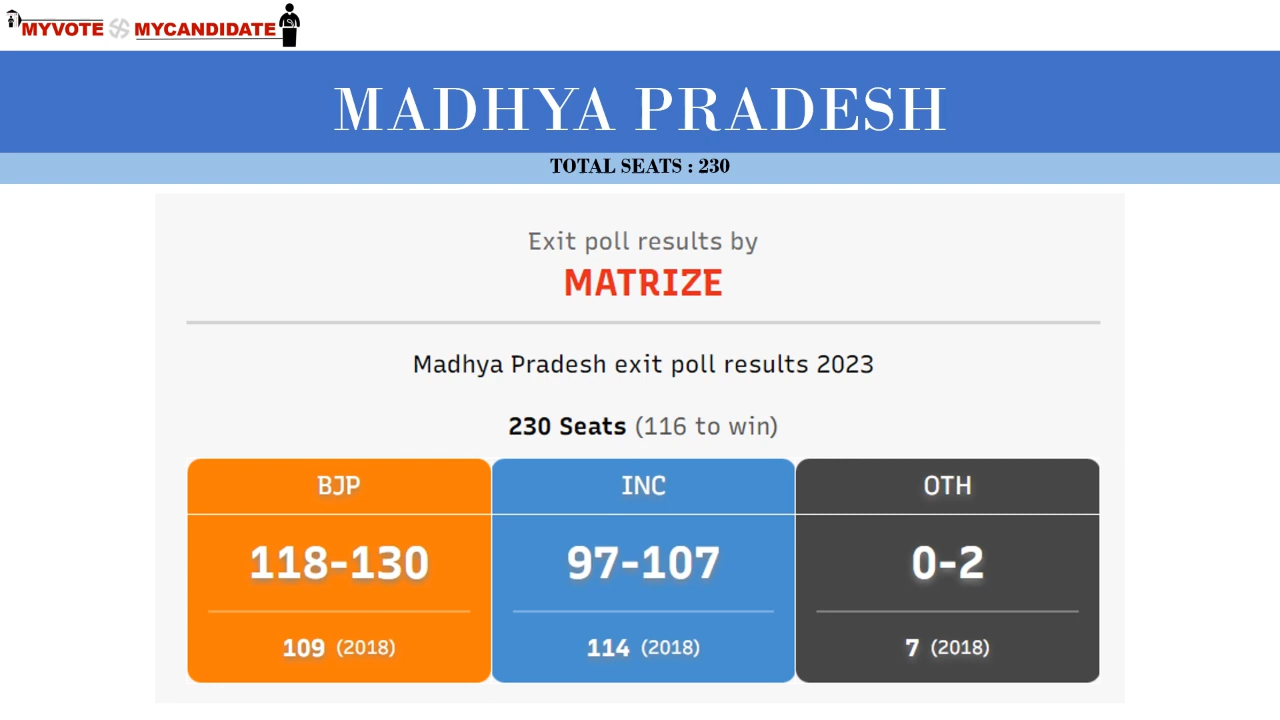 MYVOTE MYCANDIDATE
MADHYA PRADESH
TOTAL SEATS : 230
Exit poll results by
MATRIZE
Madhya Pradesh exit poll results 2023
230 Seats (116 to win)
BJP INC OTH
118-130 97-107 0-2
109 (2018) 114 (2018) 7 (2018)